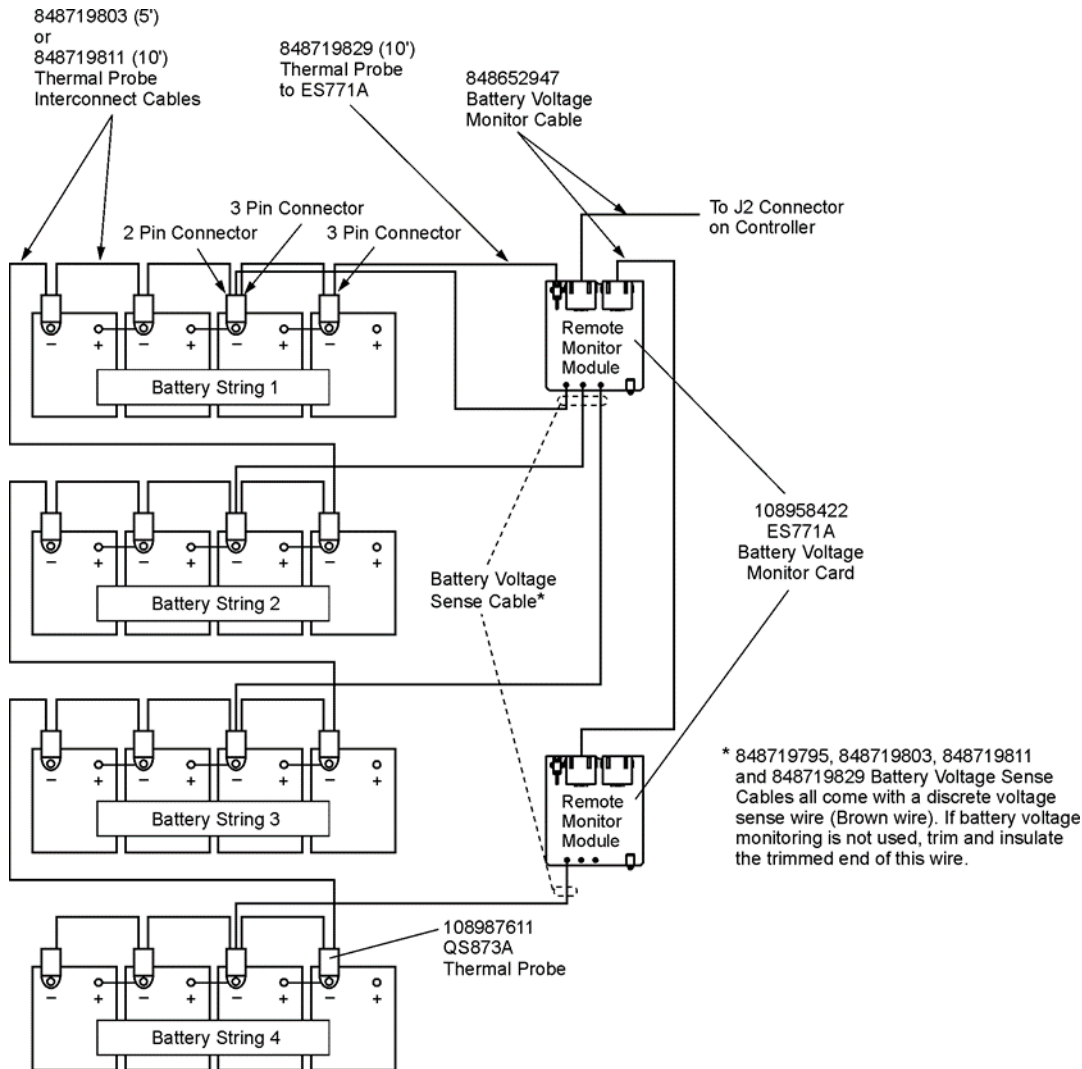 848719803 (5')
or
848719811 (10')
Thermal Probe
Interconnect Cables
848719829 (10')
Thermal Probe
to ES771A
848652947
Battery Voltage
Monitor Cable
To J2 Connector
on Controller
3 Pin Connector
2 Pin Connector
3 Pin Connector
Remote
Monitor
Module
− + − + − + − +
Battery String 1
− + − + − + − +
Battery String 2
Battery Voltage
Sense Cable*
108958422
ES771A
Battery Voltage
Monitor Card
− + − + − + − +
Battery String 3
Remote
Monitor
Module
* 848719795, 848719803, 848719811
and 848719829 Battery Voltage Sense
Cables all come with a discrete voltage
sense wire (Brown wire). If battery voltage
monitoring is not used, trim and insulate
the trimmed end of this wire.
108987611
QS873A
Thermal Probe
− + − + − + − +
Battery String 4